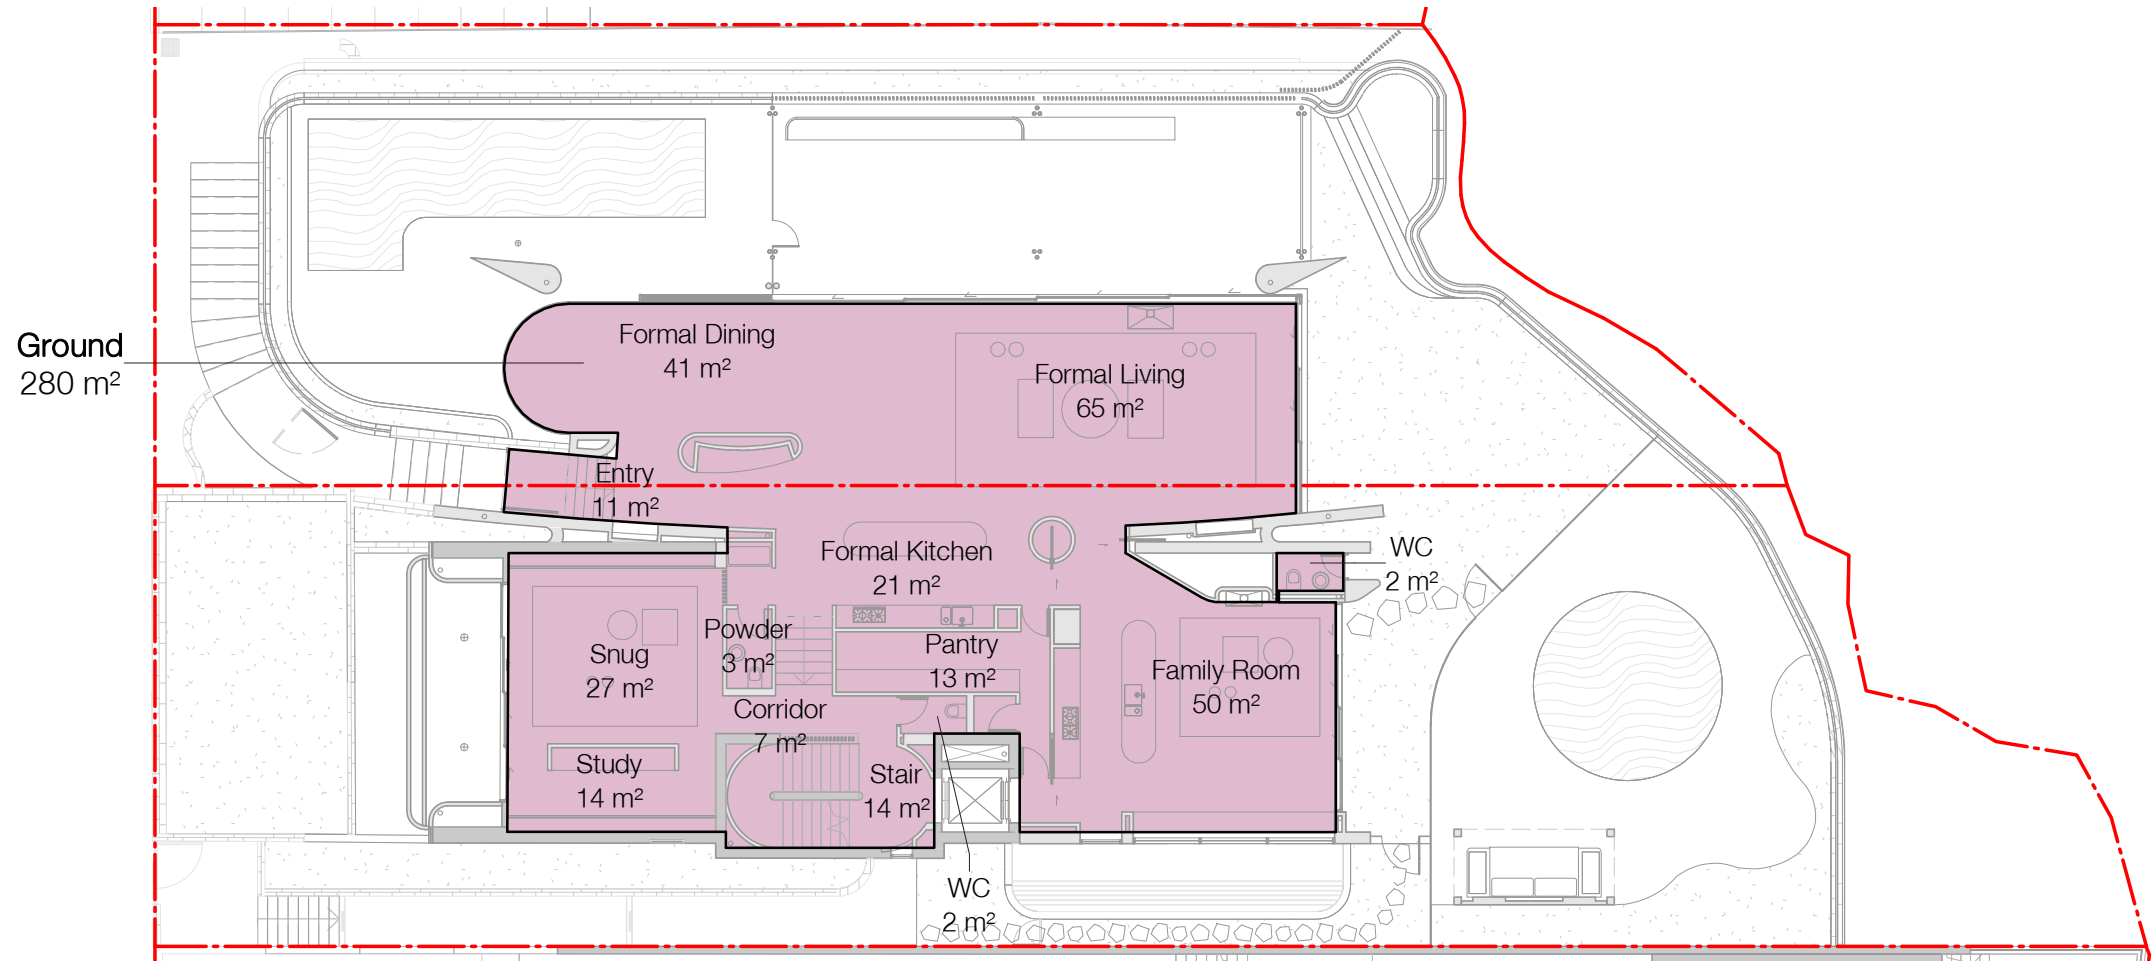 Ground
280 m²
Formal Dining
41 m²
Formal Living
65 m²
Entry
11 m²
Formal Kitchen
21 m²
WC
2 m²
Powder
3 m²
Snug
27 m²
Pantry
13 m²
Family Room
50 m²
Corridor
7 m²
Study
14 m²
Stair
14 m²
WC
2 m²